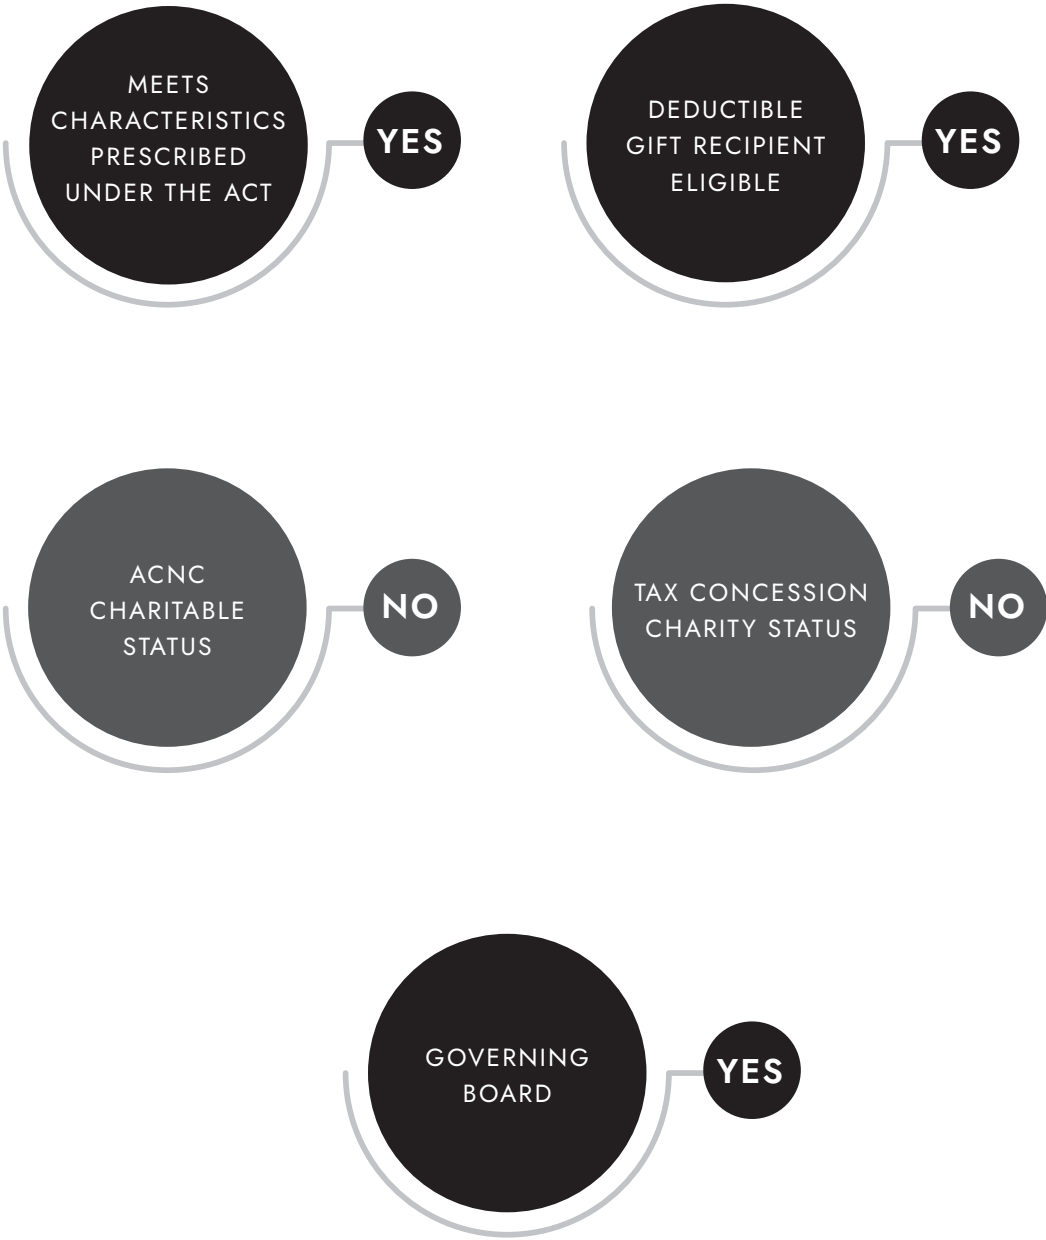 MEETS
CHARACTERISTICS
PRESCRIBED
UNDER THE ACT
YES
DEDUCTIBLE
GIFT RECIPIENT
ELIGIBLE
YES
ACNC
CHARITABLE
STATUS
NO
TAX CONCESSION
CHARITY STATUS
NO
GOVERNING
BOARD
YES